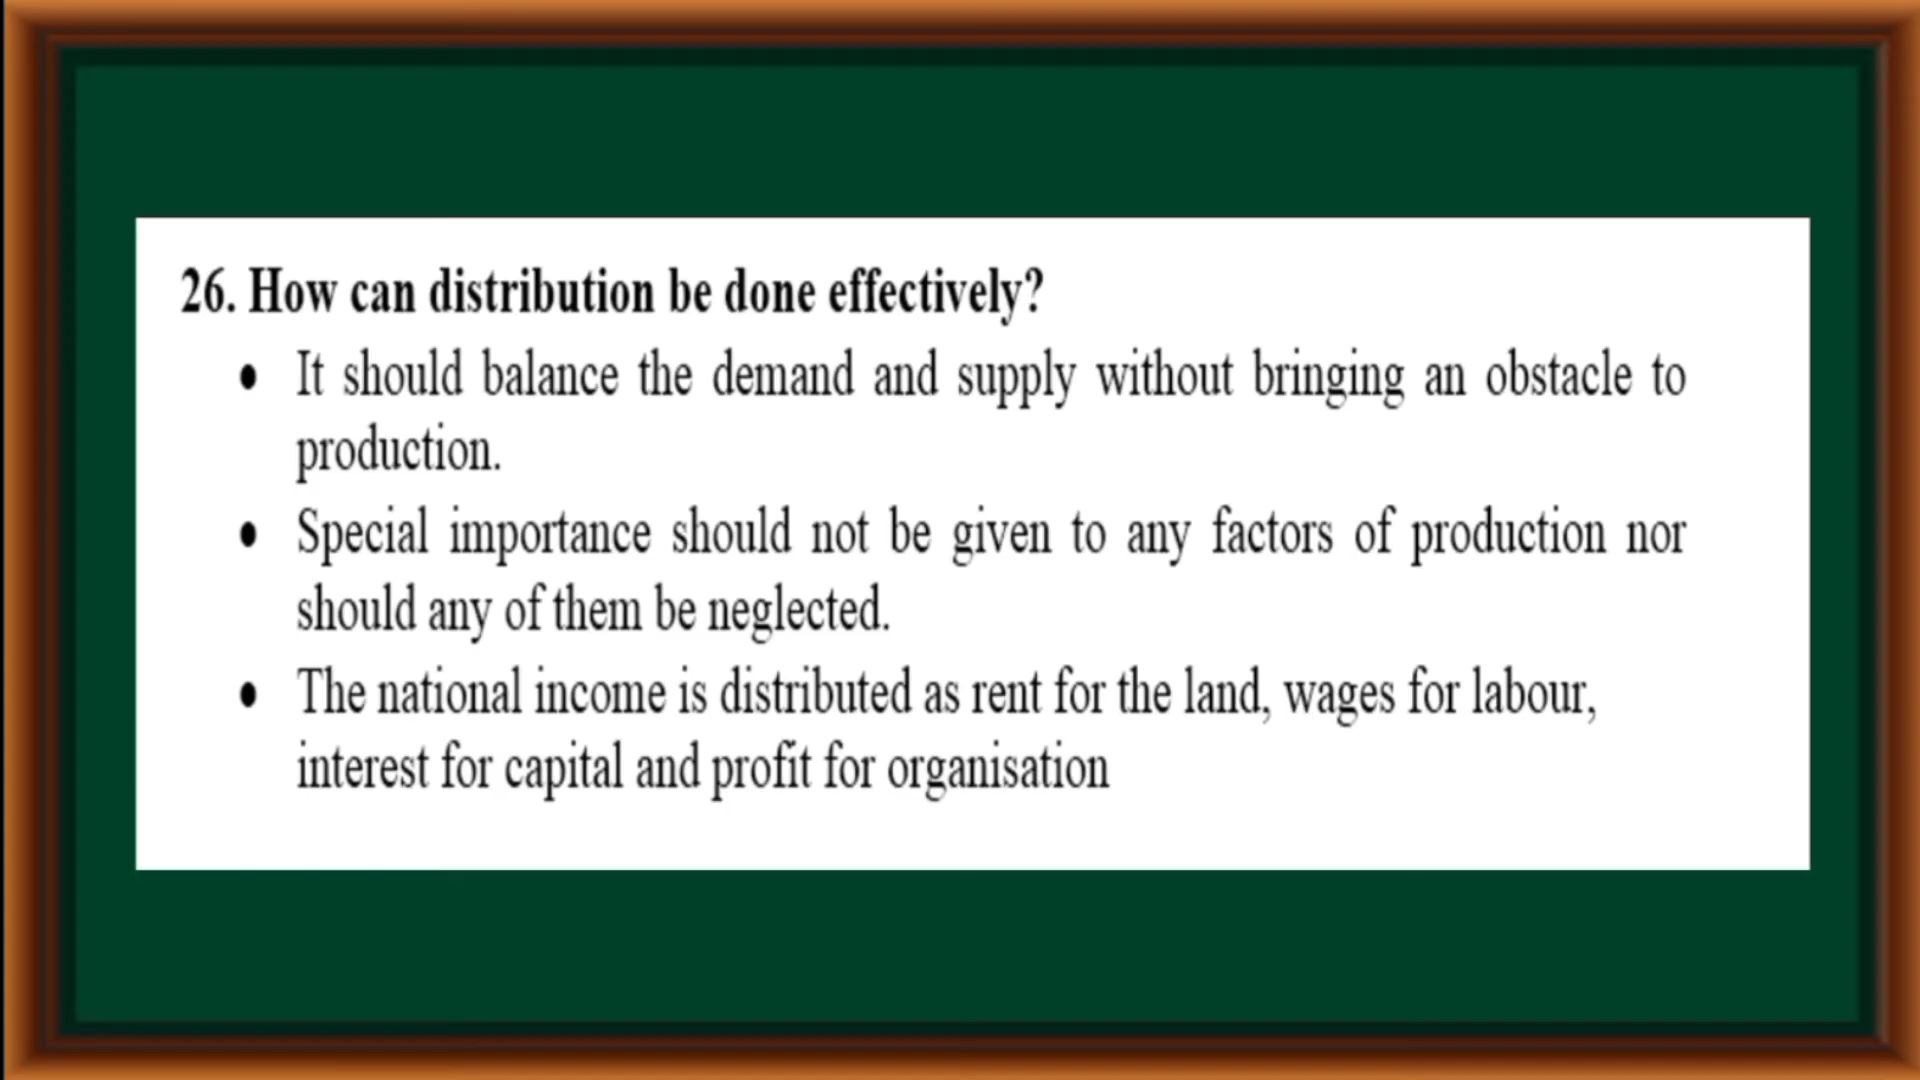 26. How can distribution be done effectively?
● It should balance the demand and supply without bringing an obstacle to
production.
● Special importance should not be given to any factors of production nor
should any of them be neglected.
● The national income is distributed as rent for the land, wages for labour,
interest for capital and profit for organisation